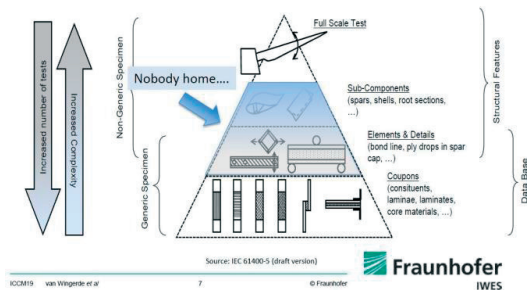 Full Scale Test
Nobody home....
Increased number of tests
Increased Complexity
Non-Generic Specimen
Generic Specimen
Sub-Components
(spars, shells, root sections,
...)
Elements & Details
(bond line, ply drops in spar
cap, ...)
Coupons
(consituents,
laminae, laminates,
core materials, ...)
Structural Features
Data Base
Source: IEC 61400-5 (draft version)
ICCM19 van Wingerde et al 7 © Fraunhofer
Fraunhofer
IWES